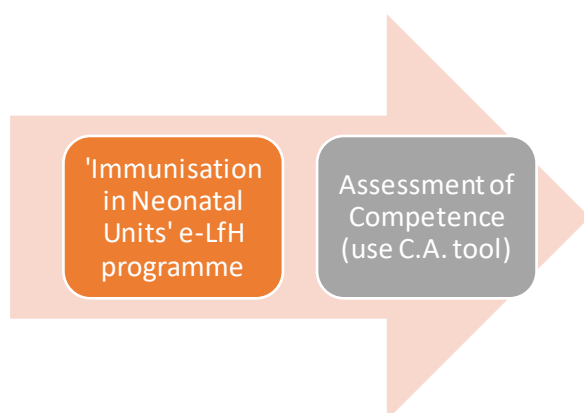 'Immunisation
in Neonatal
Units' e-LfH
programme
Assessment of
Competence
(use C.A. tool)